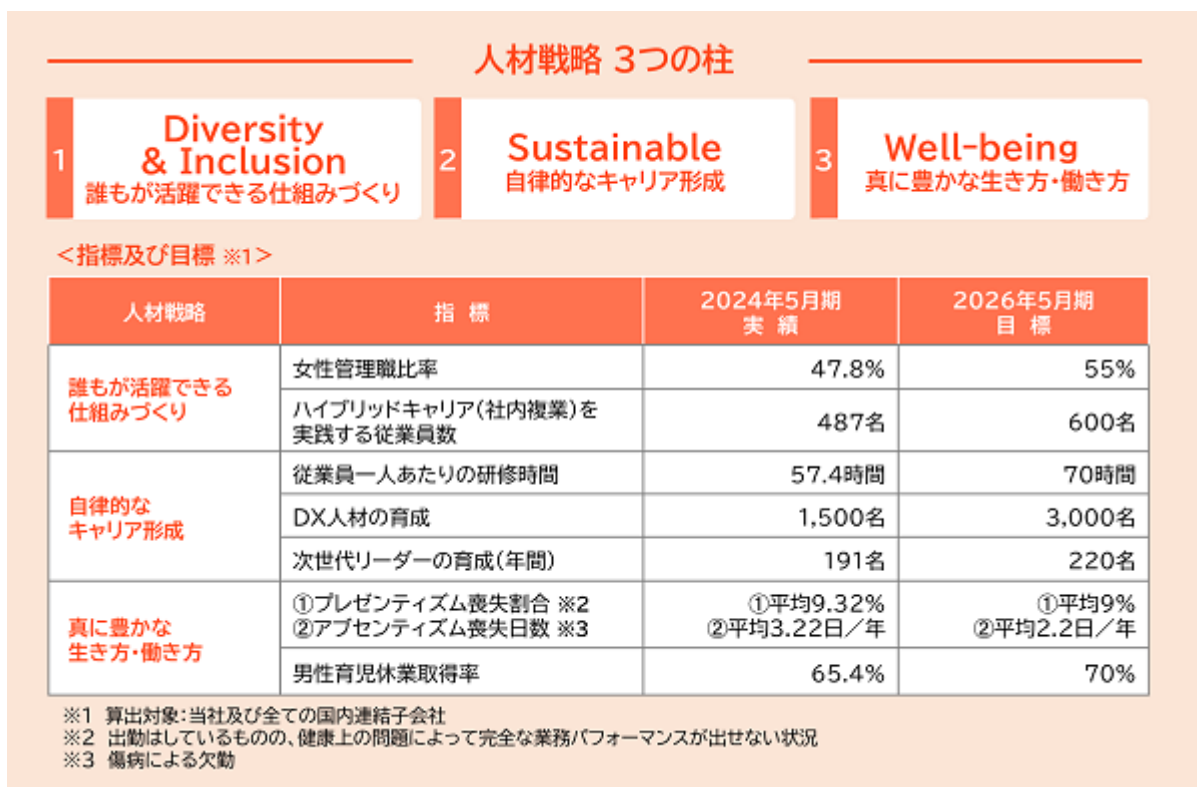 人材戦略 3つの柱
1
Diversity
& Inclusion
誰もが活躍できる仕組みづくり
2
Sustainable
自律的なキャリア形成
3
Well-being
真に豊かな生き方・働き方
＜指標及び目標 ※1＞
人材戦略
指 標
2024年5月期
実 績
2026年5月期
目 標
誰もが活躍できる
仕組みづくり
女性管理職比率
47.8%
55%
ハイブリッドキャリア（社内複業）を
実践する従業員数
487名
600名
自律的な
キャリア形成
従業員一人あたりの研修時間
57.4時間
70時間
DX人材の育成
1,500名
3,000名
次世代リーダーの育成（年間）
191名
220名
真に豊かな
生き方・働き方
①プレゼンティズム喪失割合 ※2
②アブセンティズム喪失日数 ※3
①平均9.32%
②平均3.22日／年
①平均9%
②平均2.2日／年
男性育児休業取得率
65.4%
70%
※1 算出対象：当社及び全ての国内連結子会社
※2 出勤はしているものの、健康上の問題によって完全な業務パフォーマンスが出せない状況
※3 傷病による欠勤